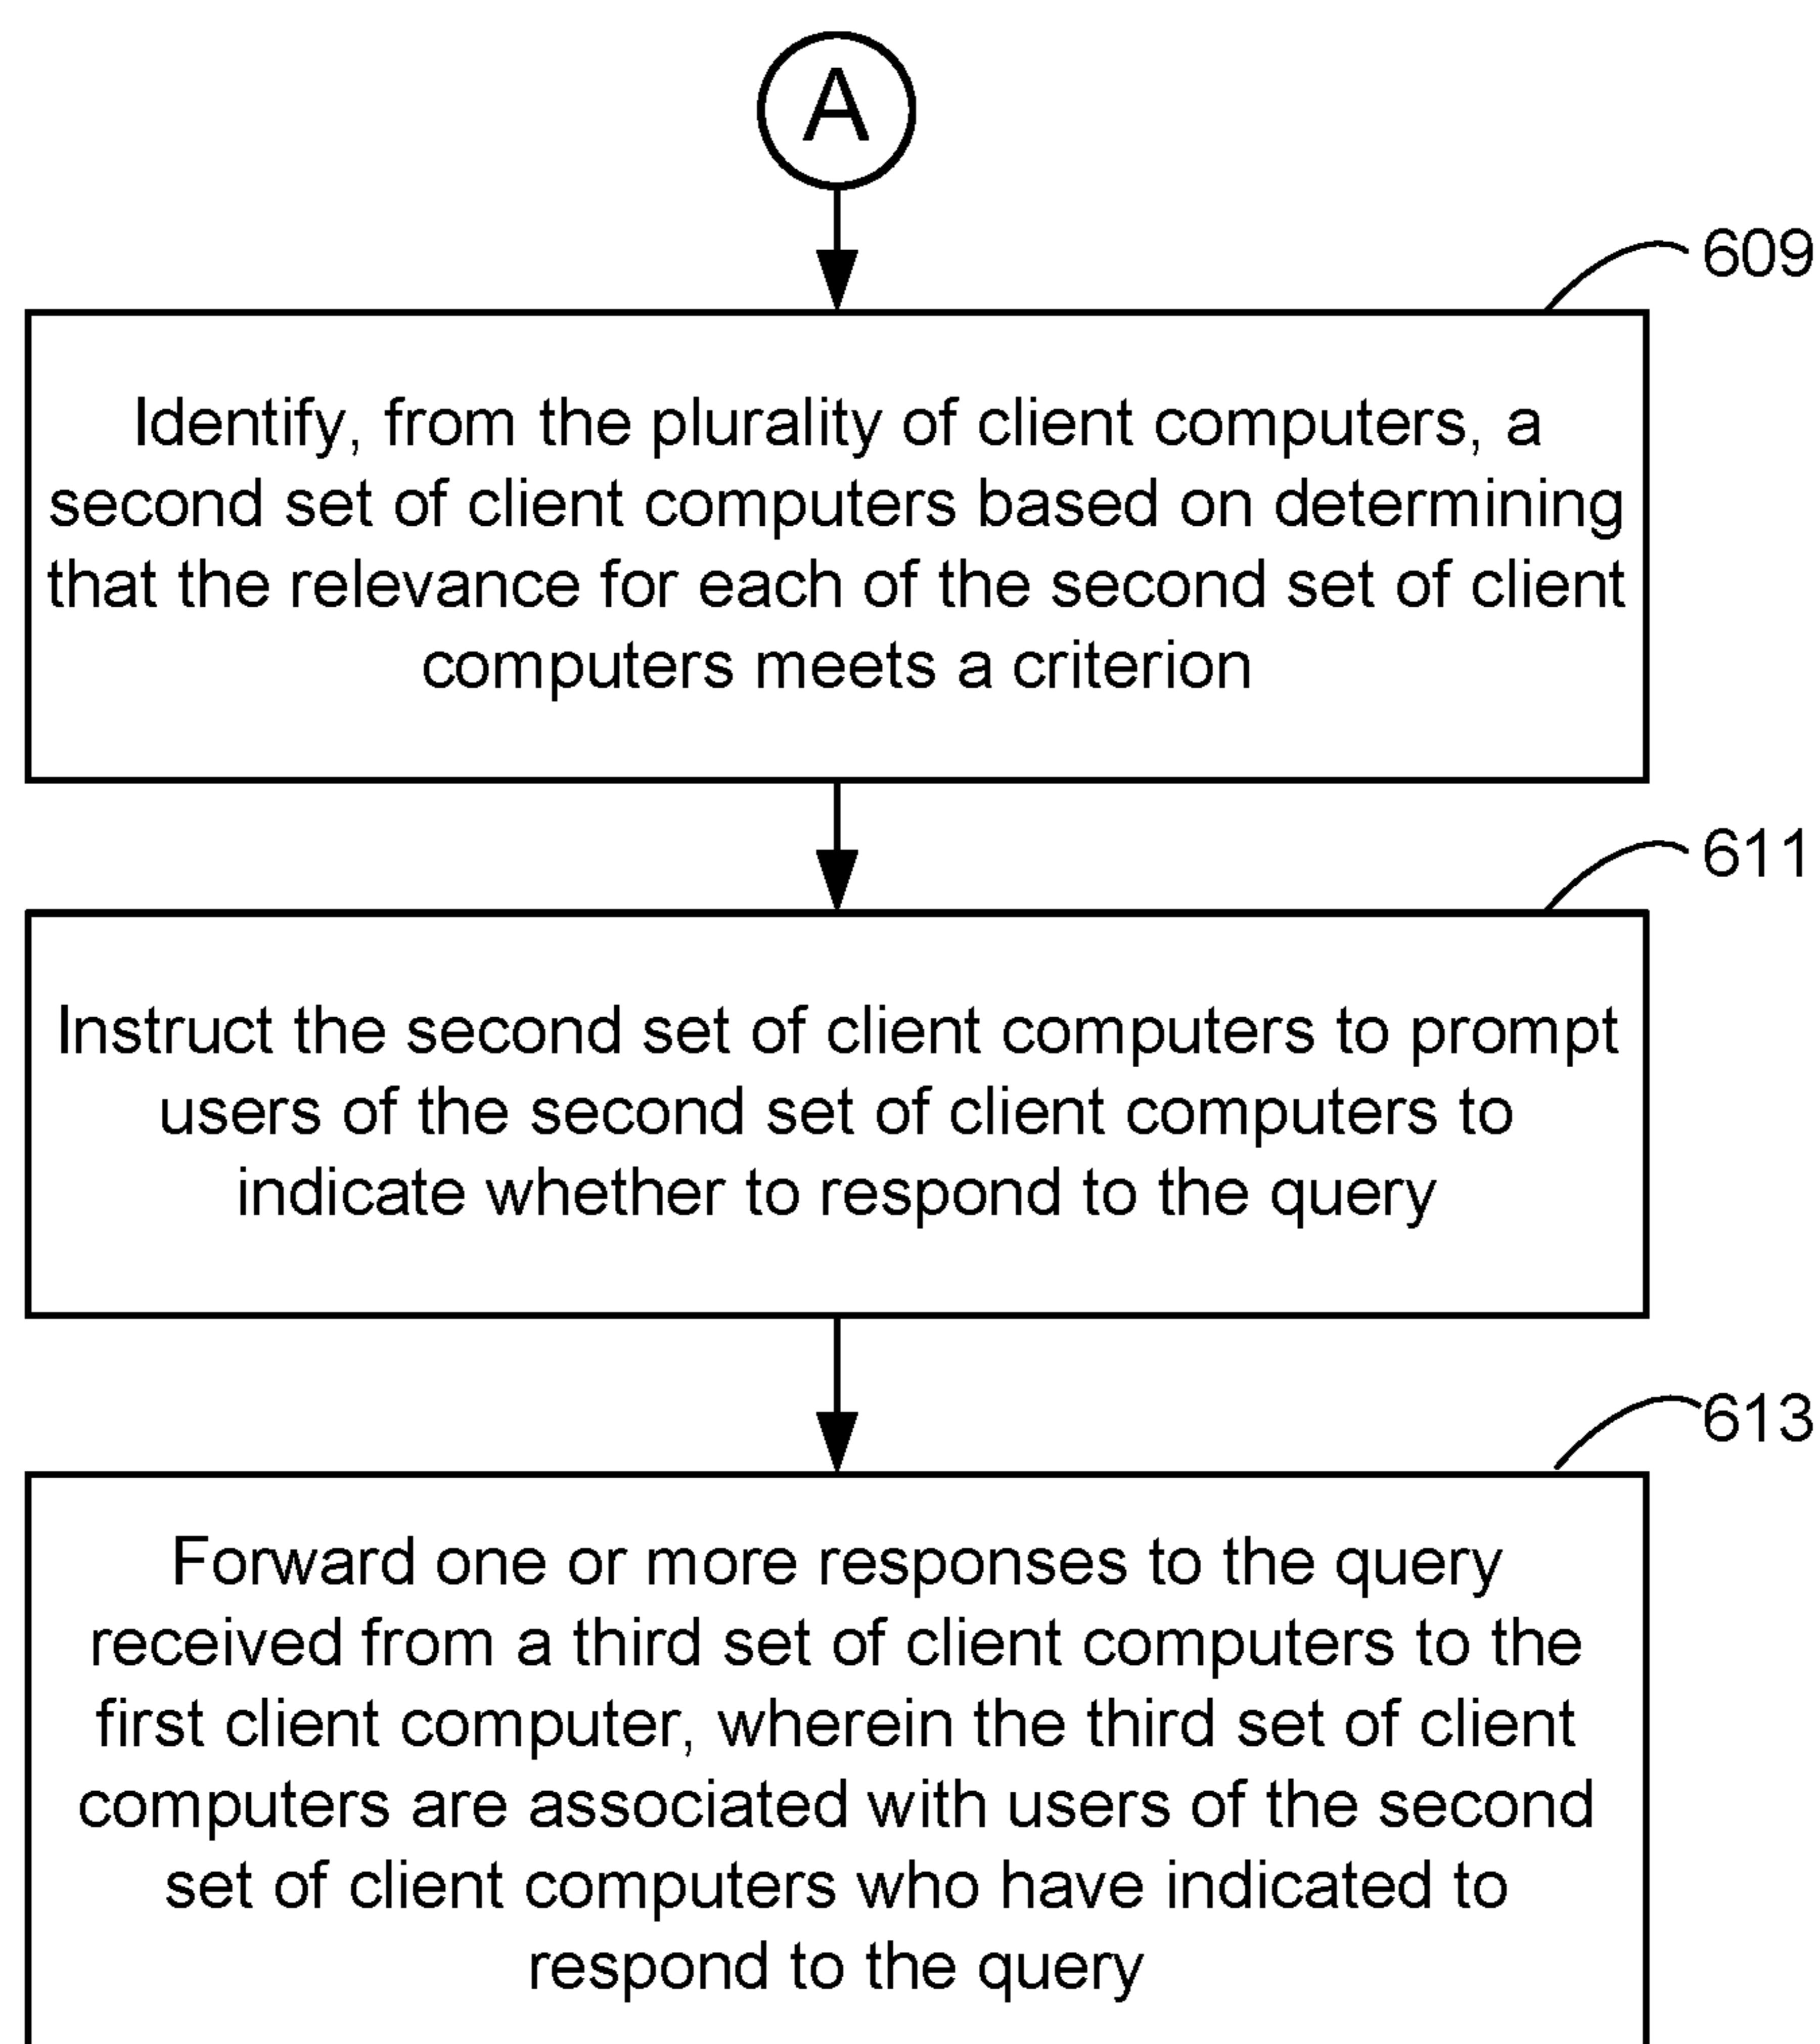 A
609
Identify, from the plurality of client computers, a
second set of client computers based on determining
that the relevance for each of the second set of client
computers meets a criterion
611
Instruct the second set of client computers to prompt
users of the second set of client computers to
indicate whether to respond to the query
613
Forward one or more responses to the query
received from a third set of client computers to the
first client computer, wherein the third set of client
computers are associated with users of the second
set of client computers who have indicated to
respond to the query